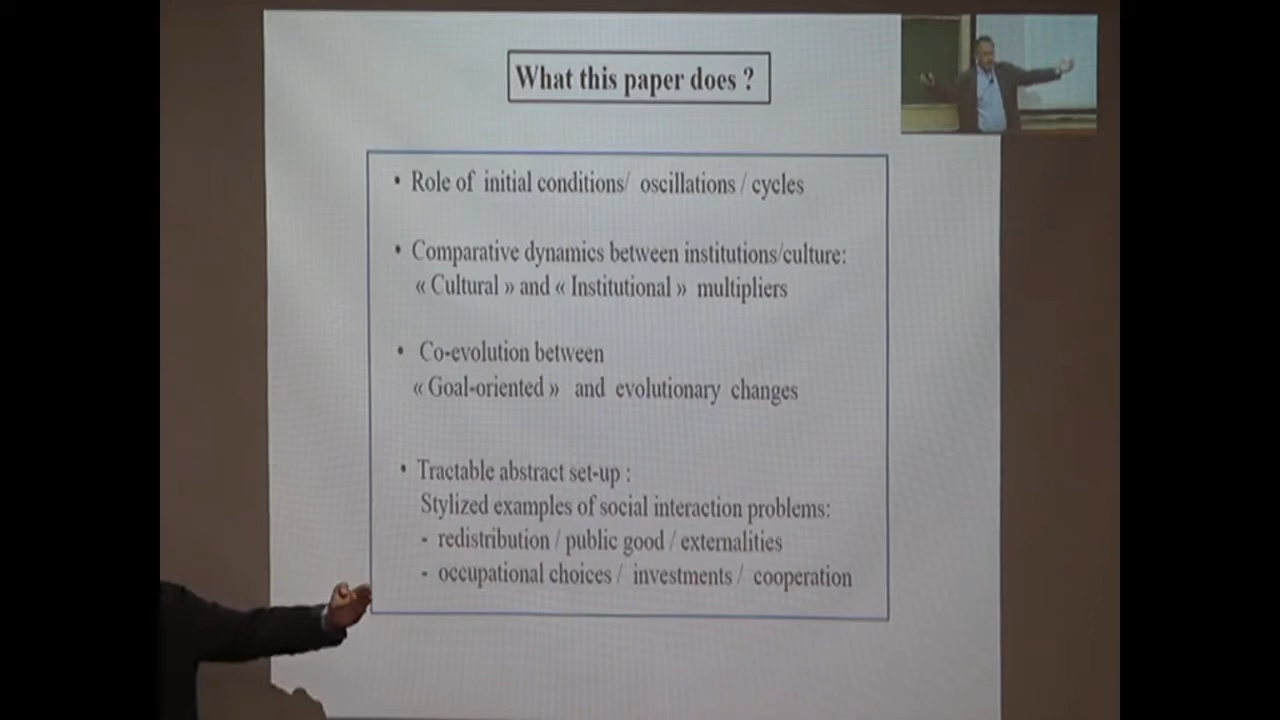 What this paper does ?
• Role of initial conditions/ oscillations / cycles
• Comparative dynamics between institutions/culture:
« Cultural » and « Institutional » multipliers
• Co-evolution between
« Goal-oriented » and evolutionary changes
• Tractable abstract set-up :
Stylized examples of social interaction problems:
- redistribution / public good / externalities
- occupational choices / investments / cooperation